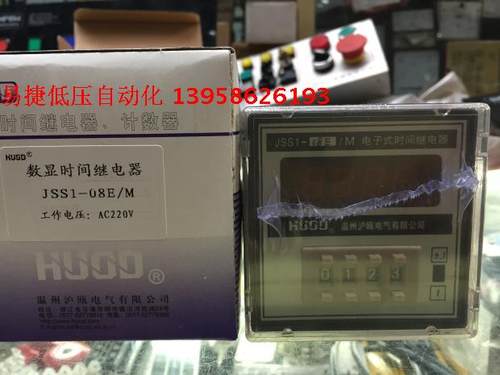 易捷低压自动化 13958626193
时间继电器、计数器
HUGO®
数显时间继电器
JSS1-08E/M
工作电压：AC220V
HUGO®
温州沪瓯电气有限公司
JSS1- /M 电子式时间继电器
HUGO®
温州沪瓯电气有限公司
0 1 2 3